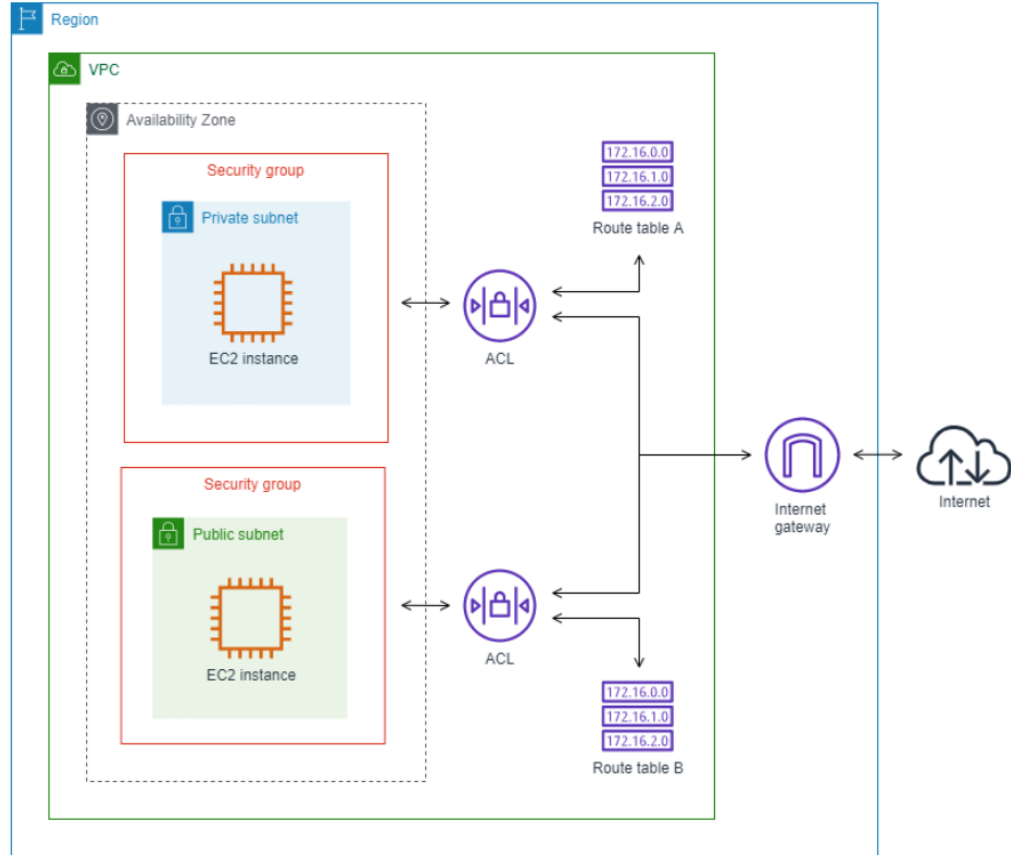 Region
VPC
Availability Zone
Security group
Private subnet
EC2 instance
172.16.0.0
172.16.1.0
172.16.2.0
Route table A
ACL
Internet
gateway
Internet
Security group
Public subnet
EC2 instance
ACL
172.16.0.0
172.16.1.0
172.16.2.0
Route table B